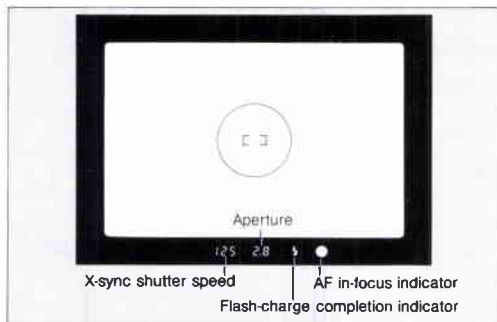 Aperture
125 2.8
X-sync shutter speed
AF in-focus indicator
Flash-charge completion indicator